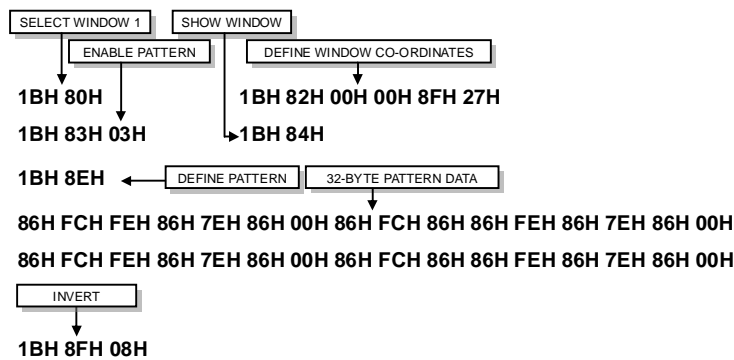 SELECT WINDOW 1 SHOW WINDOW
ENABLE PATTERN DEFINE WINDOW CO-ORDINATES
1BH 80H 1BH 82H 00H 00H 8FH 27H
1BH 83H 03H 1BH 84H
1BH 8EH DEFINE PATTERN 32-BYTE PATTERN DATA
86H FCH FEH 86H 7EH 86H 00H 86H FCH 86H 86H FEH 86H 7EH 86H 00H
86H FCH FEH 86H 7EH 86H 00H 86H FCH 86H 86H FEH 86H 7EH 86H 00H
INVERT
1BH 8FH 08H